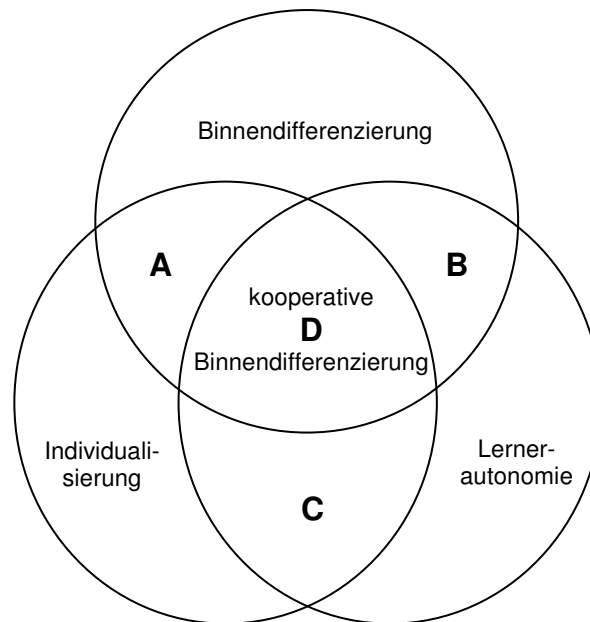 Binnendifferenzierung
A
B
kooperative
D
Binnendifferenzierung
Individuali-
sierung
Lerner-
autonomie
C